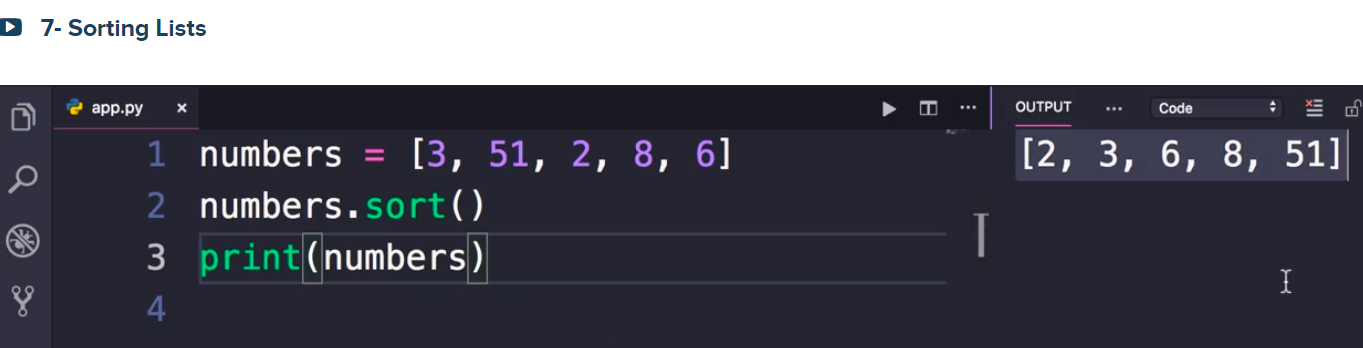 7- Sorting Lists
app.py ×
OUTPUT ... Code
1 numbers = [3, 51, 2, 8, 6]
2 numbers.sort()
3 print(numbers)
4
[2, 3, 6, 8, 51]